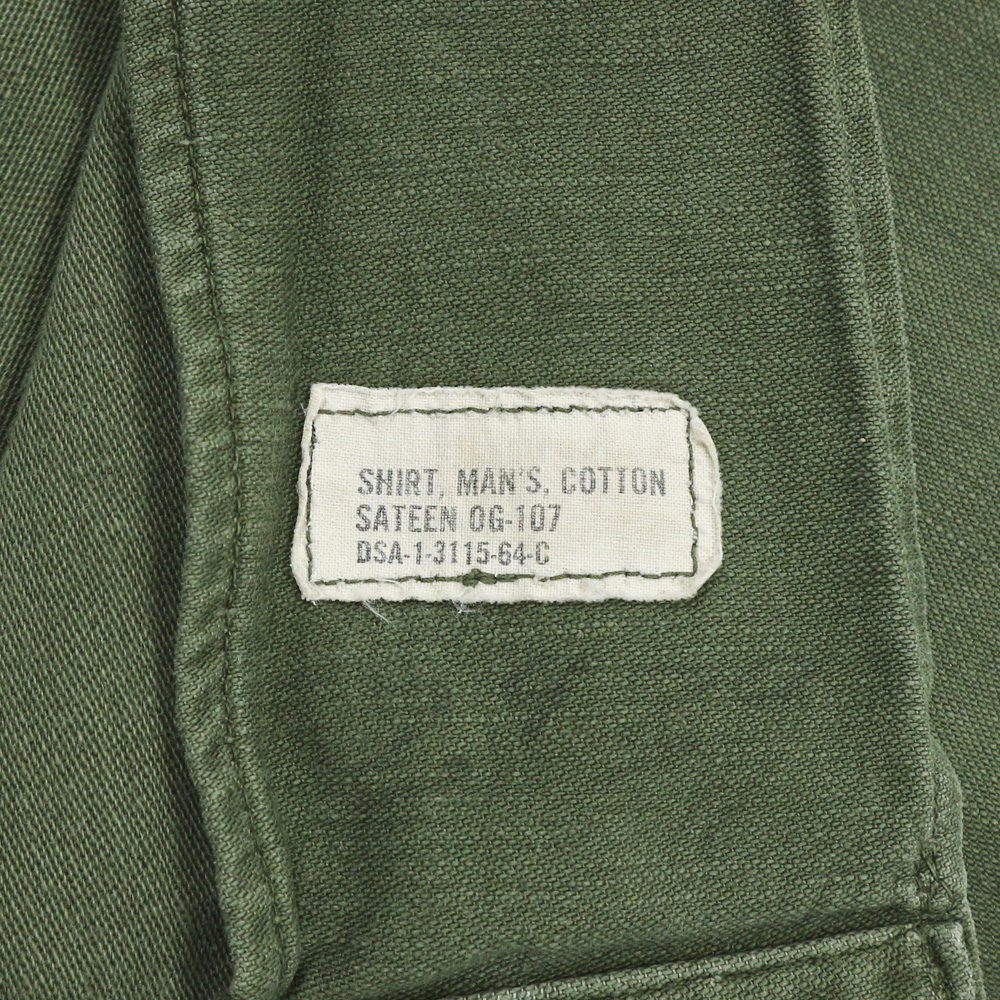 SHIRT, MAN'S, COTTON
SATEEN OG-107
DSA-1-3115-64-C